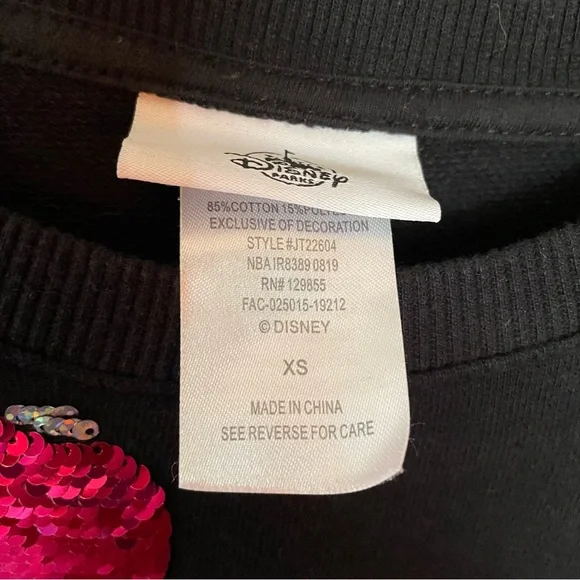 DISNEY
PARKS
85%COTTON 15%
EXCLUSIVE OF DECORATION
STYLE #JT22604
NBA IR8389 0819
RN# 129855
FAC-025015-19212
© DISNEY
XS
MADE IN CHINA
SEE REVERSE FOR CARE